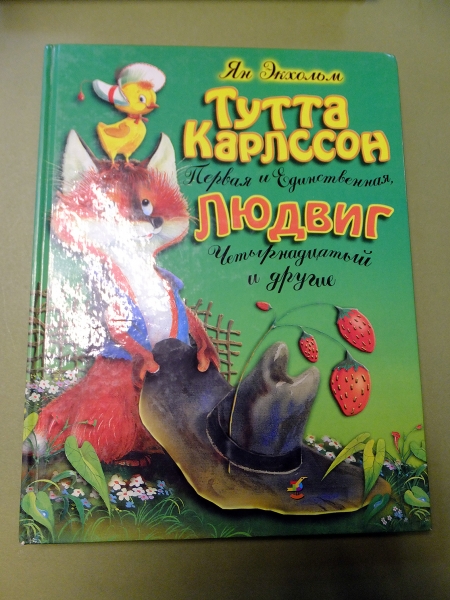 Ян Экхольм
Тутта
Карлссон
Первая и Единственная,
Людвиг
Четырнадцатый
и другие